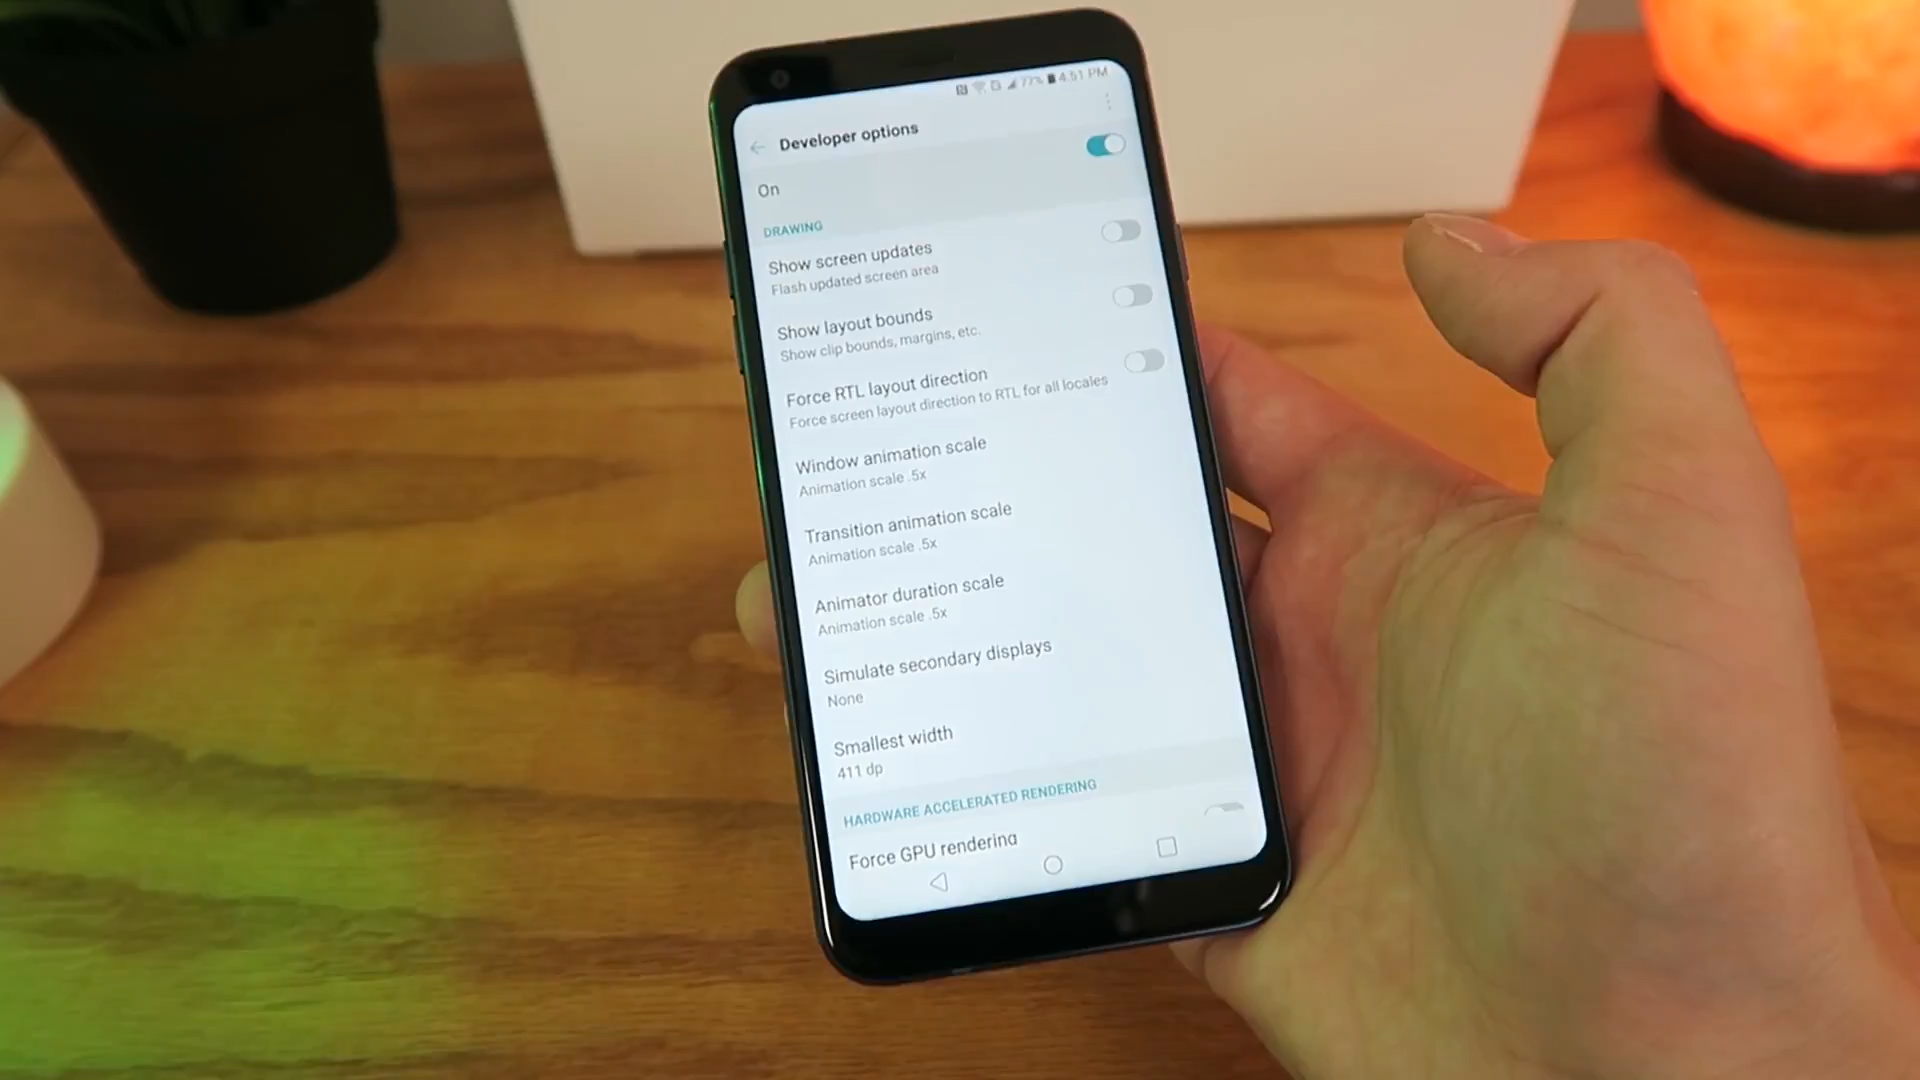 77% 4:51 PM
Developer options
On
DRAWING
Show screen updates
Flash updated screen area
Show layout bounds
Show clip bounds, margins, etc.
Force RTL layout direction
Force screen layout direction to RTL for all locales
Window animation scale
Animation scale .5x
Transition animation scale
Animation scale .5x
Animator duration scale
Animation scale .5x
Simulate secondary displays
None
Smallest width
411 dp
HARDWARE ACCELERATED RENDERING
Force GPU rendering